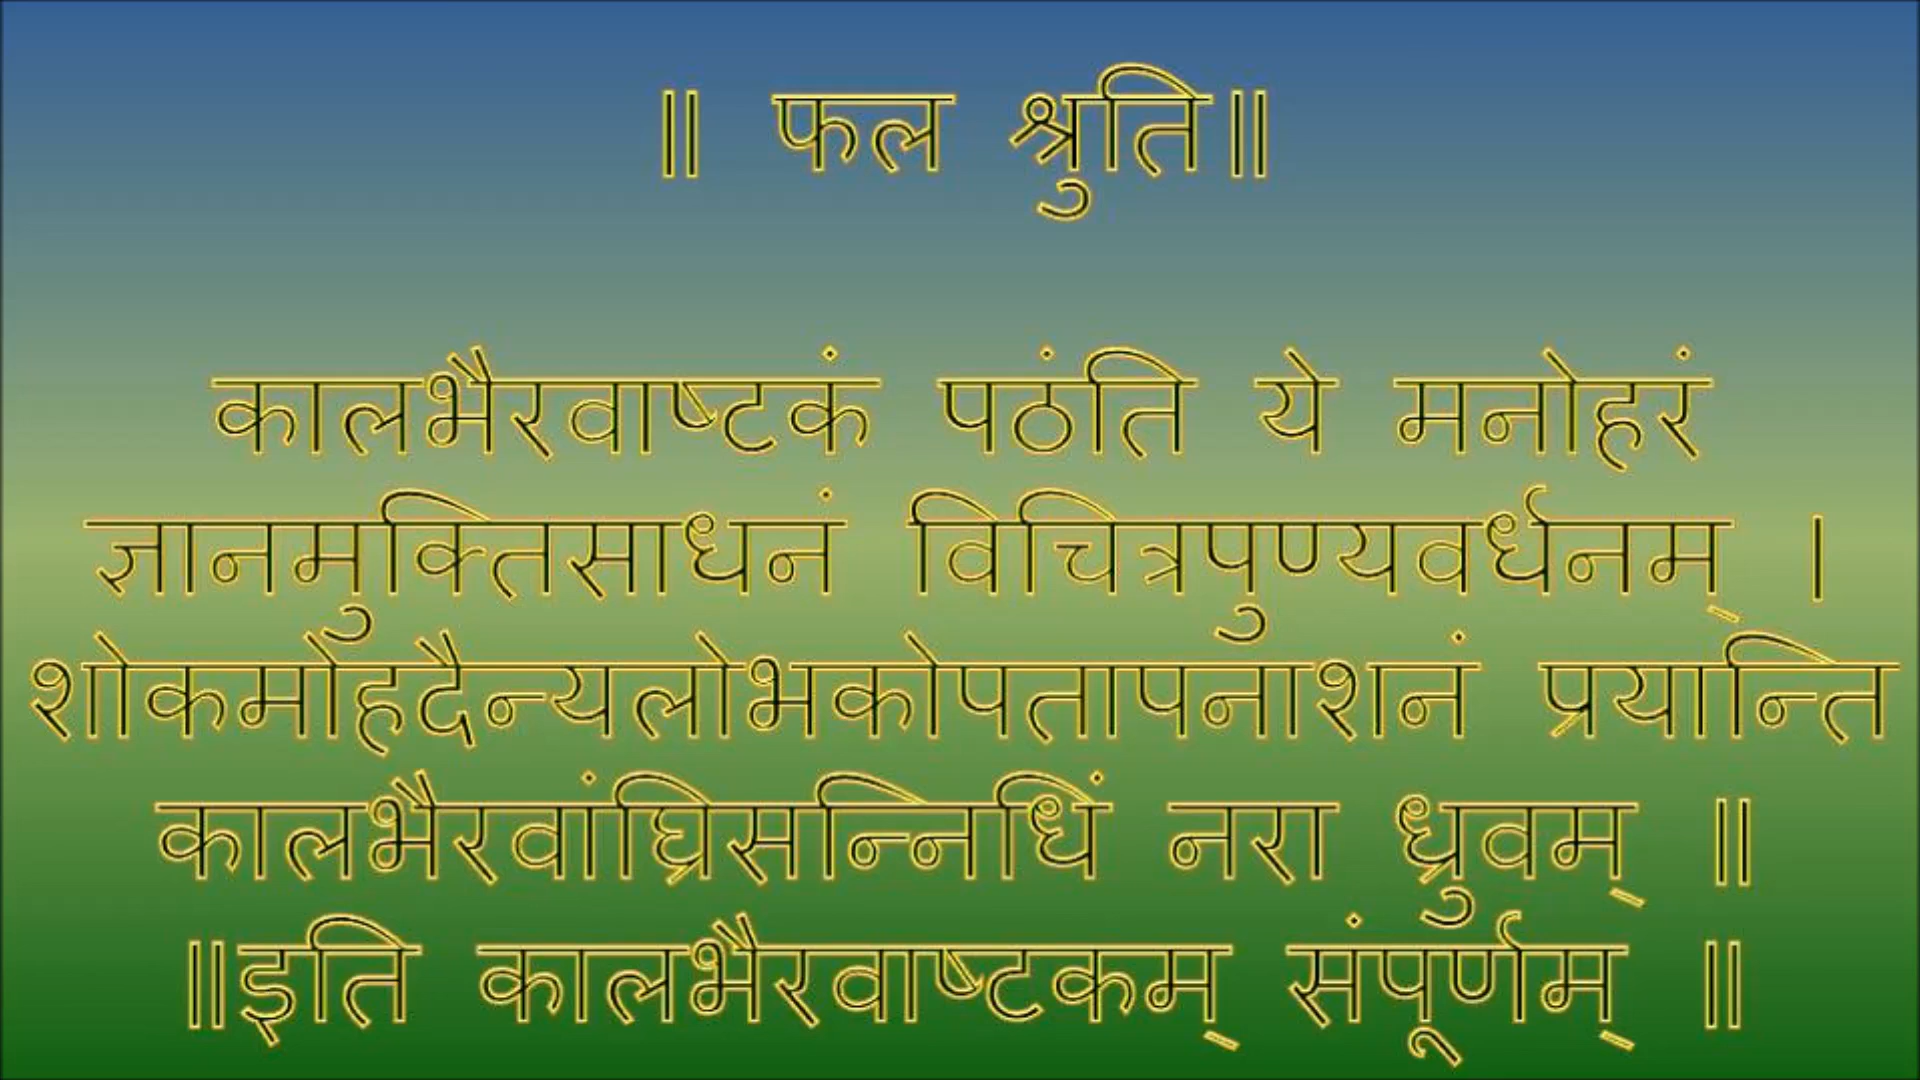 ॥ फल श्रुति॥
कालभैरवाष्टकं पठंति ये मनोहरं
ज्ञानमुक्तिसाधनं विचित्रपुण्यवर्धनम् ।
शोकमोहदैन्यलोभकोपतापनाशनं प्रयान्ति
कालभैरवांघ्रिसन्निधिं नरा ध्रुवम् ॥
॥इति कालभैरवाष्टकम् संपूर्णम् ॥